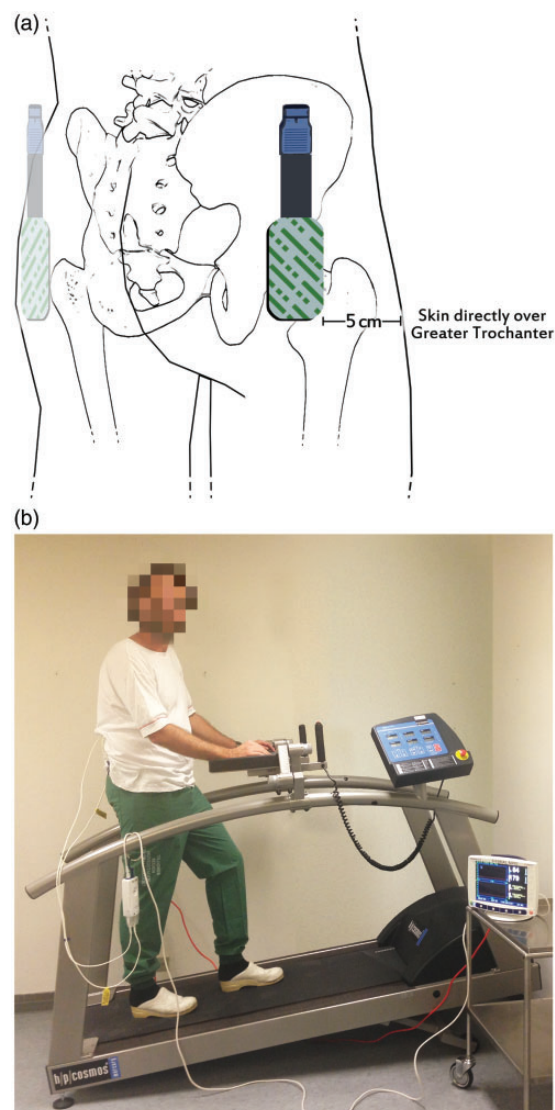 (a)
5 cm
Skin directly over
Greater Trochanter
(b)
h/p/cosmos